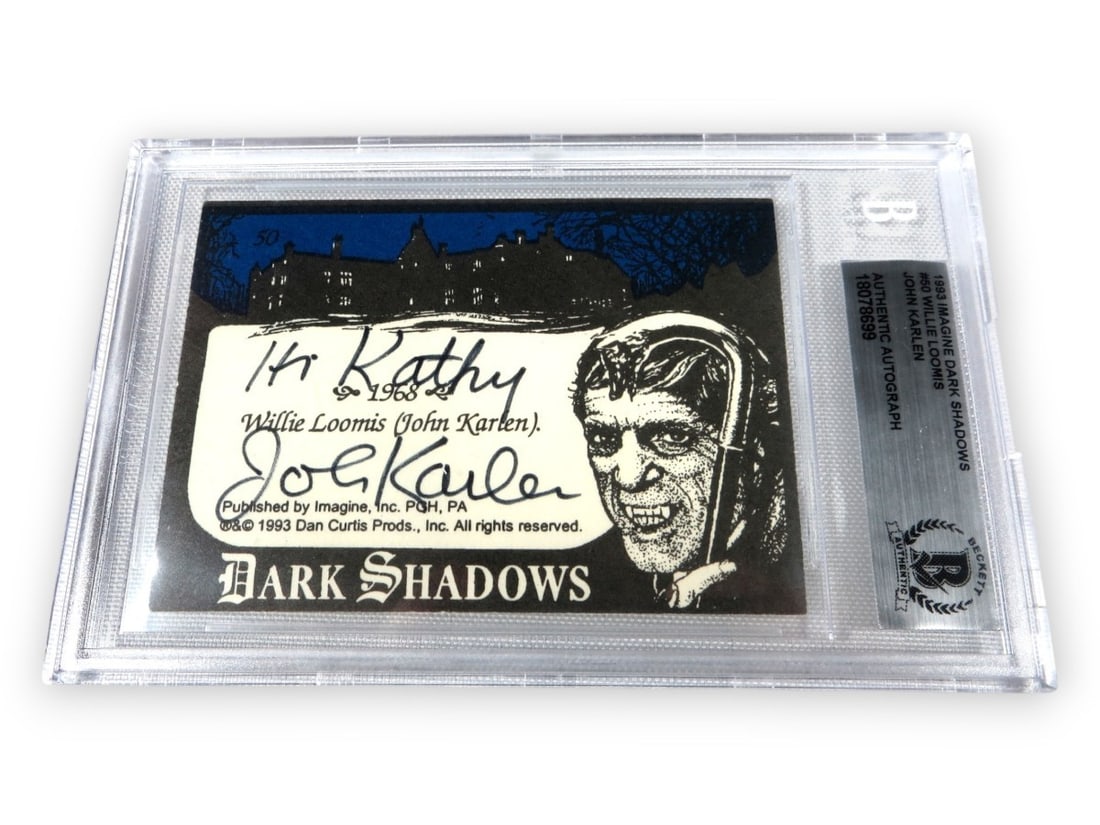 50
Hi Kathy
1968
Willie Loomis (John Karlen).
John Karlen
Published by Imagine, Inc. PGH, PA
®&© 1993 Dan Curtis Prods., Inc. All rights reserved.
DARK SHADOWS
B
1993 IMAGINE DARK SHADOWS
#50 WILLIE LOOMIS
JOHN KARLEN
AUTHENTIC AUTOGRAPH
18078699
BECKETT
B
AUTHENTIC